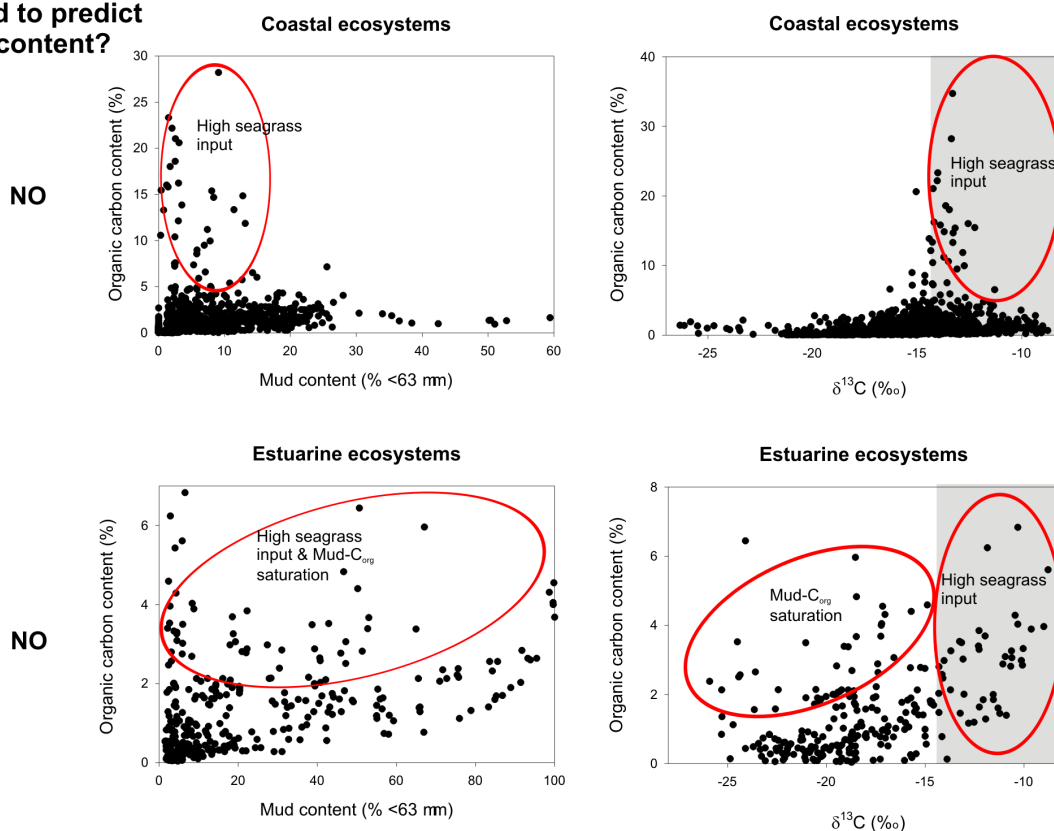 d to predict
content?
Coastal ecosystems
Coastal ecosystems
NO
Organic carbon content (%)
30
25
20
15
10
5
0
High seagrass
input
0 10 20 30 40 50 60
Mud content (% <63 mm)
Organic carbon content (%)
40
30
20
10
0
High seagrass
input
-25 -20 -15 -10
δ13C (‰)
Estuarine ecosystems
Estuarine ecosystems
NO
Organic carbon content (%)
6
4
2
0
High seagrass
input & Mud-Corg
saturation
0 20 40 60 80 100
Mud content (% <63 mm)
Organic carbon content (%)
8
6
4
2
0
Mud-Corg
saturation
High seagrass
input
-25 -20 -15 -10
δ13C (‰)